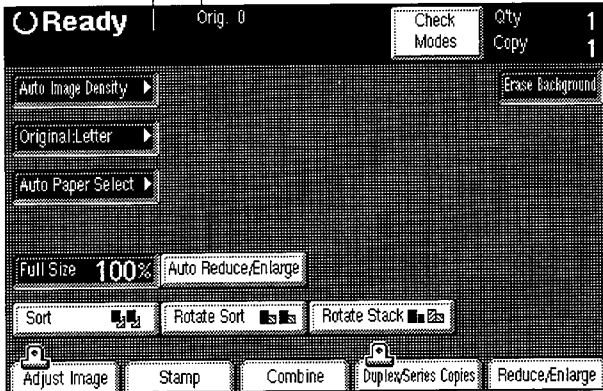 Ready Orig. 0 Check Modes Q'ty 1
Copy 1
Auto Image Density Erase Background
Original:Letter
Auto Paper Select
Full Size 100% Auto Reduce/Enlarge
Sort Rotate Sort Rotate Stack
Adjust Image Stamp Combine Duplex/Series Copies Reduce/Enlarge